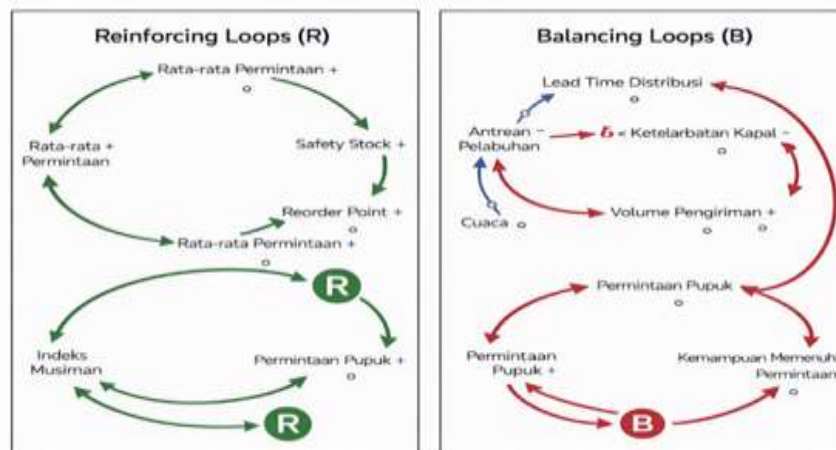 Reinforcing Loops (R)
Rata-rata Permintaan +
Rata-rata +
Permintaan
Safety Stock +
Reorder Point +
Rata-rata Permintaan +
R
Indeks
Musiman
Permintaan Pupuk +
R
Balancing Loops (B)
Lead Time Distribusi
Antrean -
Pelabuhan
< Ketelarbatan Kapal -
Cuaca
Volume Pengiriman +
Permintaan Pupuk
Permintaan
Pupuk +
Kemampuan Memenuh
Permintaan
B